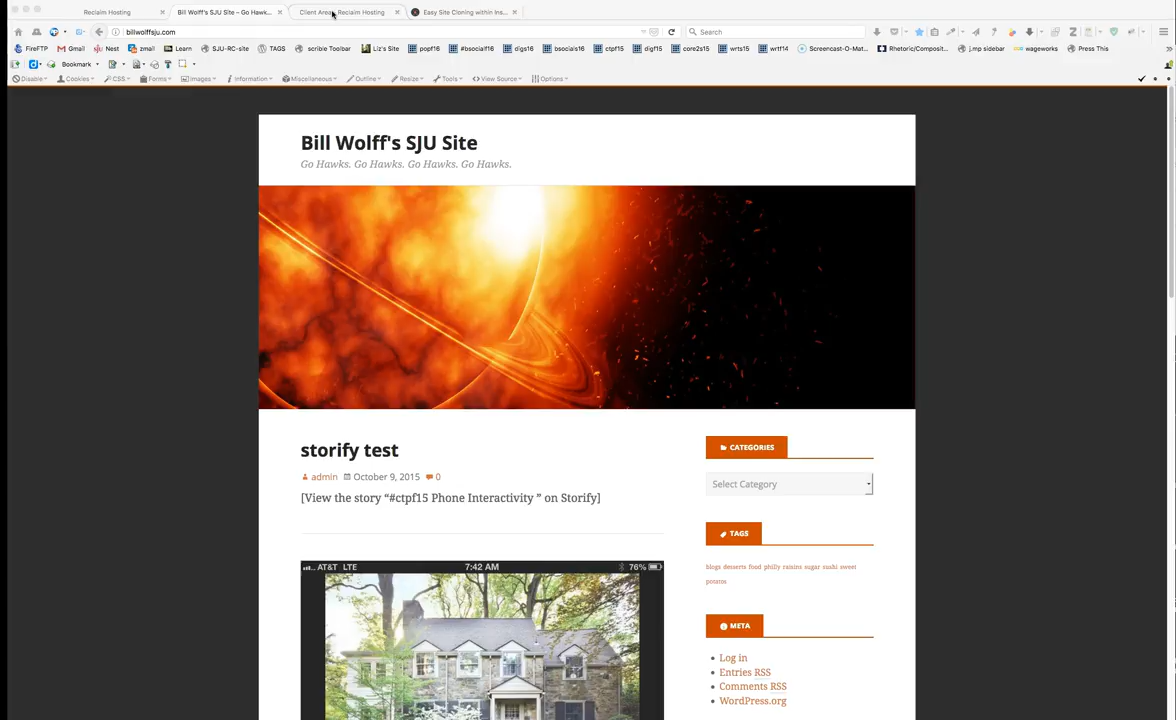 Reclaim Hosting
Bill Wolff's SJU Site – Go Hawk...
Client Area Reclaim Hosting
Easy Site Cloning within Ins...
billwolffsju.com
Search
FireFTP
Gmail
Nest
zmail
Learn
SJU-RC-site
TAGS
scrible Toolbar
Liz's Site
popf16
#bsocial16
digs16
bsocials16
ctpf15
digf15
core2s15
wrts15
wrtf14
Screencast-O-Mat...
Rhetoric/Composit...
j.mp sidebar
wageworks
Press This
Bookmark
Disable
Cookies
CSS
Forms
Images
Information
Miscellaneous
Outline
Resize
Tools
View Source
Options
Bill Wolff's SJU Site
Go Hawks. Go Hawks. Go Hawks. Go Hawks.
storify test
admin October 9, 2015 0
[View the story “#ctpf15 Phone Interactivity ” on Storify]
AT&T LTE 7:42 AM 76%
CATEGORIES
Select Category
TAGS
blogs desserts food philly raisins sugar sushi sweet
potatos
META
Log in
Entries RSS
Comments RSS
WordPress.org